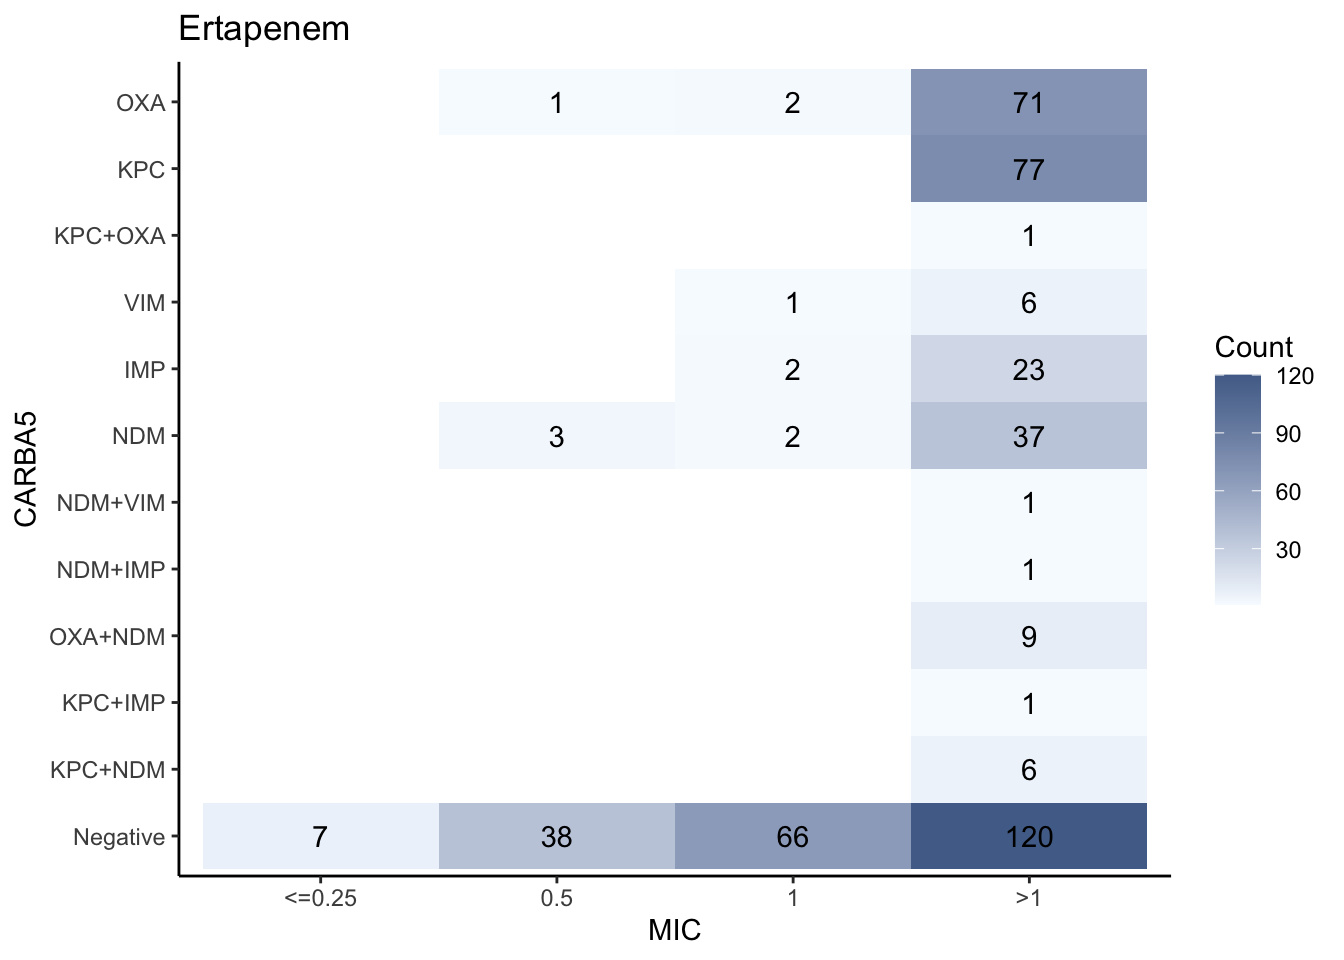 Ertapenem
OXA 1 2 71
KPC 77
KPC+OXA 1
VIM 1 6
IMP 2 23
NDM 3 2 37
NDM+VIM 1
NDM+IMP 1
OXA+NDM 9
KPC+IMP 1
KPC+NDM 6
Negative 7 38 66 120
<=0.25 0.5 1 >1
MIC
CARBA5
Count
120
90
60
30